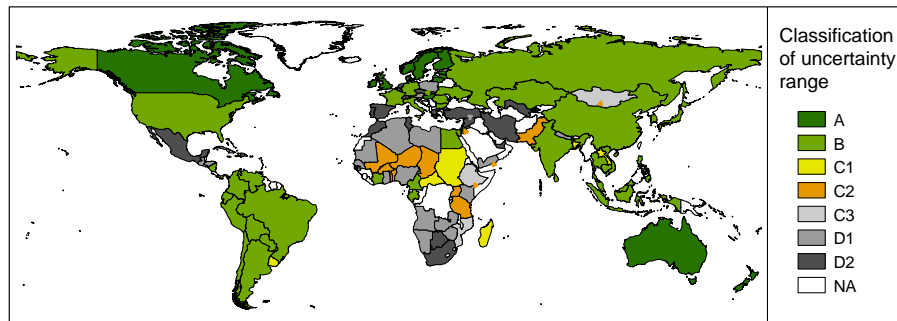 Classification
of uncertainty
range
A
B
C1
C2
C3
D1
D2
NA